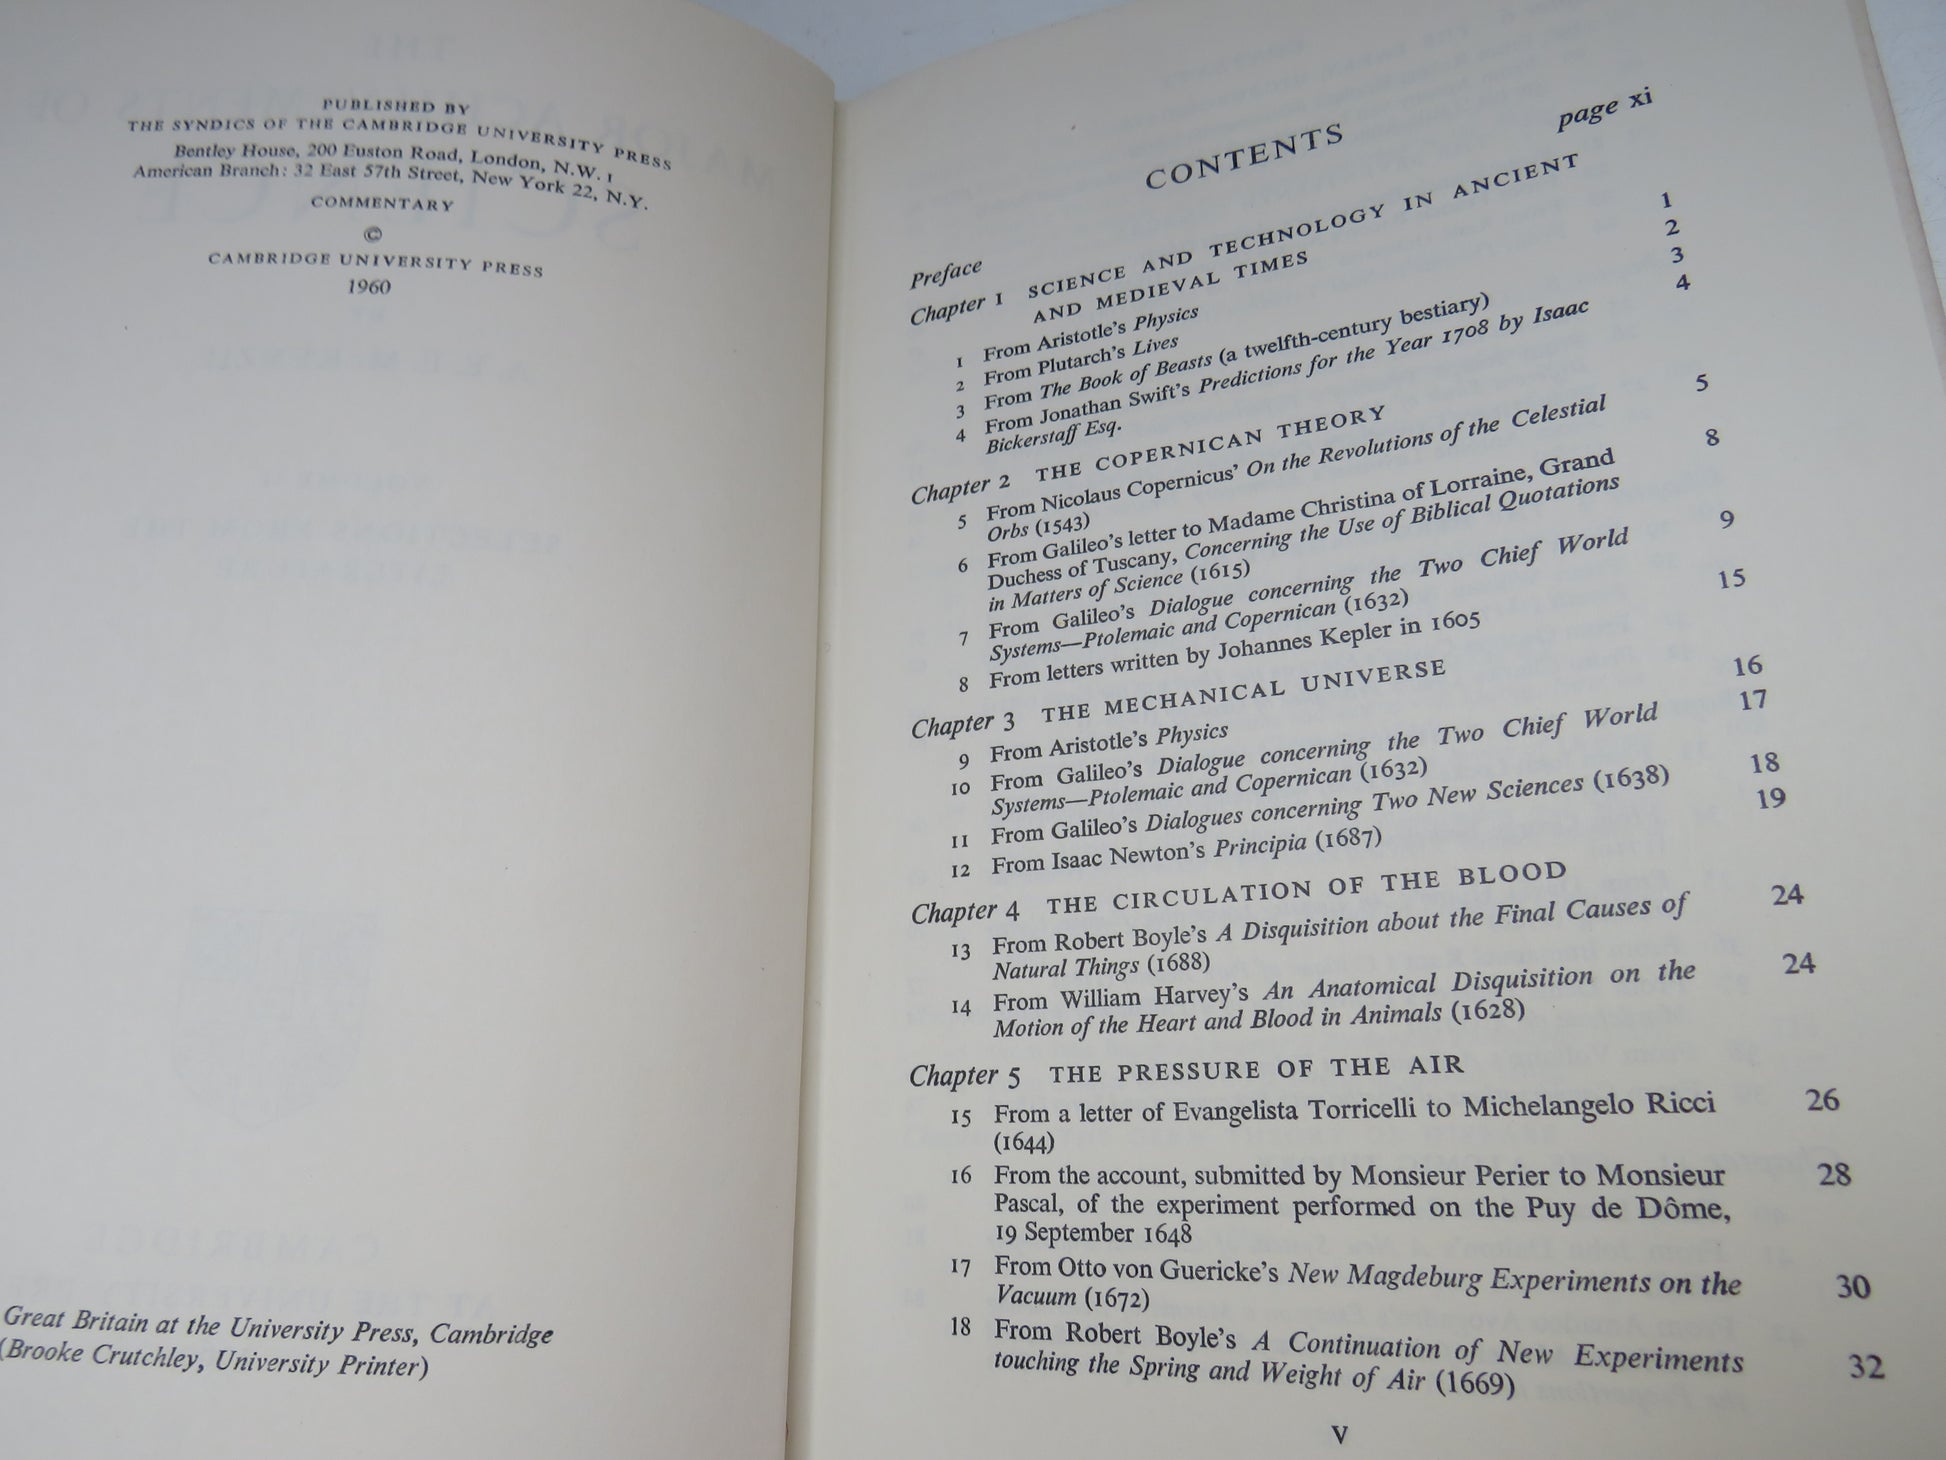 PUBLISHED BY
THE SYNDICS OF THE CAMBRIDGE UNIVERSITY PRESS
Bentley House, 200 Euston Road, London, N.W. 1
American Branch: 32 East 57th Street, New York 22, N.Y.
COMMENTARY
©
CAMBRIDGE UNIVERSITY PRESS
1960
Great Britain at the University Press, Cambridge
(Brooke Crutchley, University Printer)
CONTENTS
Preface page xi
Chapter 1 SCIENCE AND TECHNOLOGY IN ANCIENT
AND MEDIEVAL TIMES
1 From Aristotle's Physics 1
2 From Plutarch's Lives 2
3 From The Book of Beasts (a twelfth-century bestiary) 3
4 From Jonathan Swift's Predictions for the Year 1708 by Isaac 4
Bickerstaff Esq.
Chapter 2 THE COPERNICAN THEORY
5 From Nicolaus Copernicus' On the Revolutions of the Celestial 5
Orbs (1543)
6 From Galileo's letter to Madame Christina of Lorraine, Grand 8
Duchess of Tuscany, Concerning the Use of Biblical Quotations
in Matters of Science (1615)
7 From Galileo's Dialogue concerning the Two Chief World 9
Systems—Ptolemaic and Copernican (1632)
8 From letters written by Johannes Kepler in 1605 15
Chapter 3 THE MECHANICAL UNIVERSE
9 From Aristotle's Physics 16
10 From Galileo's Dialogue concerning the Two Chief World 17
Systems—Ptolemaic and Copernican (1632)
11 From Galileo's Dialogues concerning Two New Sciences (1638) 18
12 From Isaac Newton's Principia (1687) 19
Chapter 4 THE CIRCULATION OF THE BLOOD
13 From Robert Boyle's A Disquisition about the Final Causes of 24
Natural Things (1688)
14 From William Harvey's An Anatomical Disquisition on the 24
Motion of the Heart and Blood in Animals (1628)
Chapter 5 THE PRESSURE OF THE AIR
15 From a letter of Evangelista Torricelli to Michelangelo Ricci 26
(1644)
16 From the account, submitted by Monsieur Perier to Monsieur 28
Pascal, of the experiment performed on the Puy de Dôme,
19 September 1648
17 From Otto von Guericke's New Magdeburg Experiments on the 30
Vacuum (1672)
18 From Robert Boyle's A Continuation of New Experiments 32
touching the Spring and Weight of Air (1669)
v